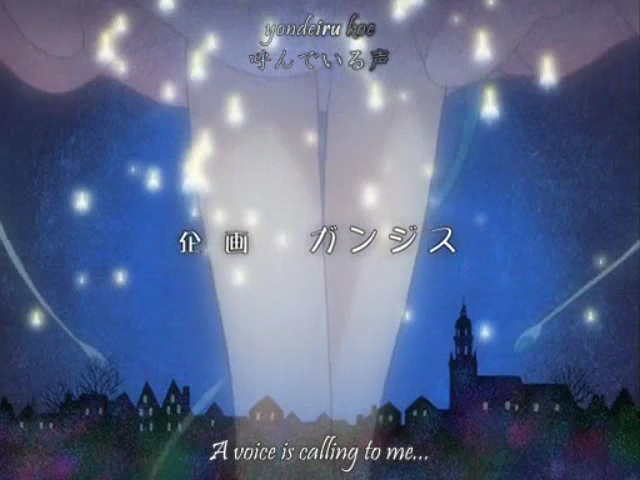 yondeiru koe
呼んでいる声
企画 ガンジス
A voice is calling to me...